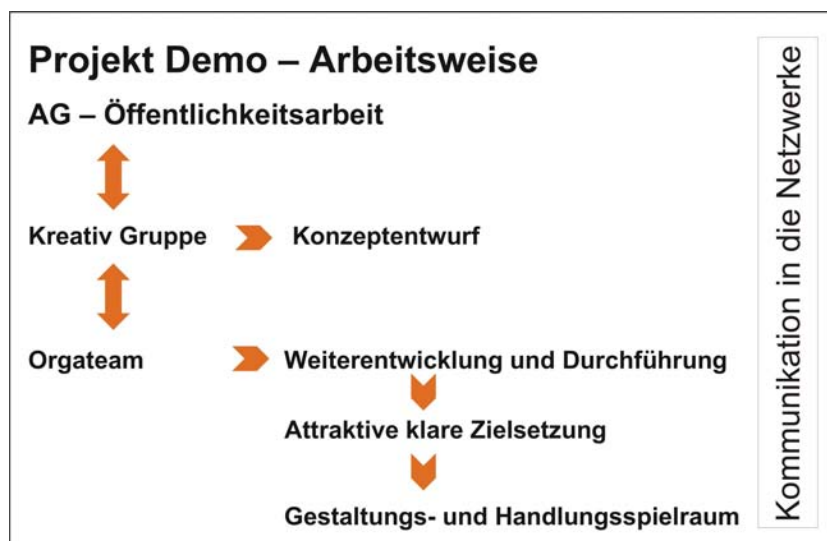 Projekt Demo – Arbeitsweise
AG – Öffentlichkeitsarbeit
Kreativ Gruppe
Konzeptentwurf
Orgateam
Weiterentwicklung und Durchführung
Attraktive klare Zielsetzung
Gestaltungs- und Handlungsspielraum
Kommunikation in die Netzwerke